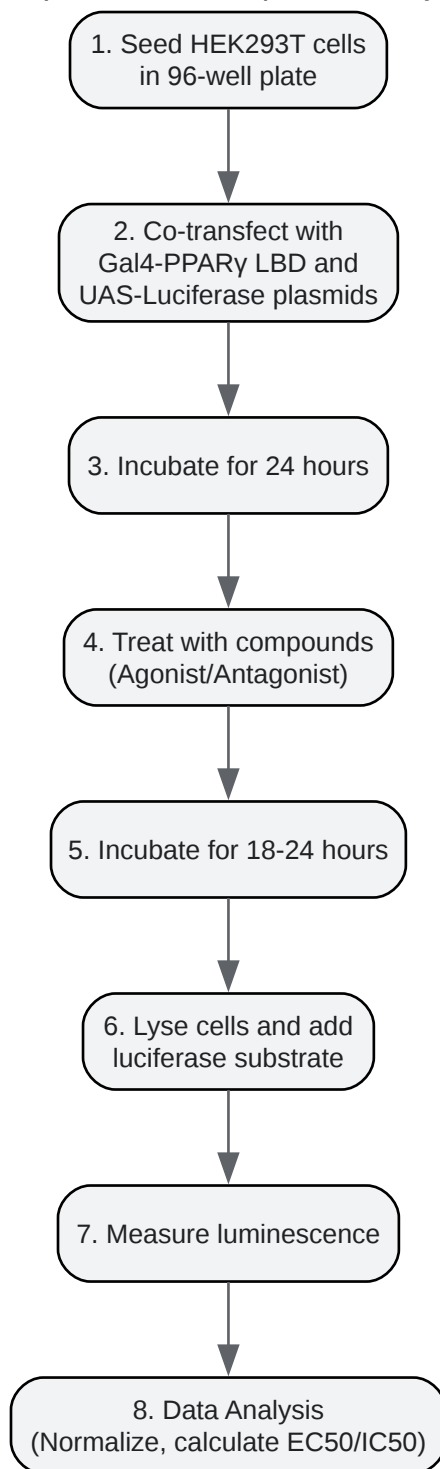 1. Seed HEK293T cells
in 96-well plate
2. Co-transfect with
Gal4-PPARγ LBD and
UAS-Luciferase plasmids
3. Incubate for 24 hours
4. Treat with compounds
(Agonist/Antagonist)
5. Incubate for 18-24 hours
6. Lyse cells and add
luciferase substrate
7. Measure luminescence
8. Data Analysis
(Normalize, calculate EC50/IC50)